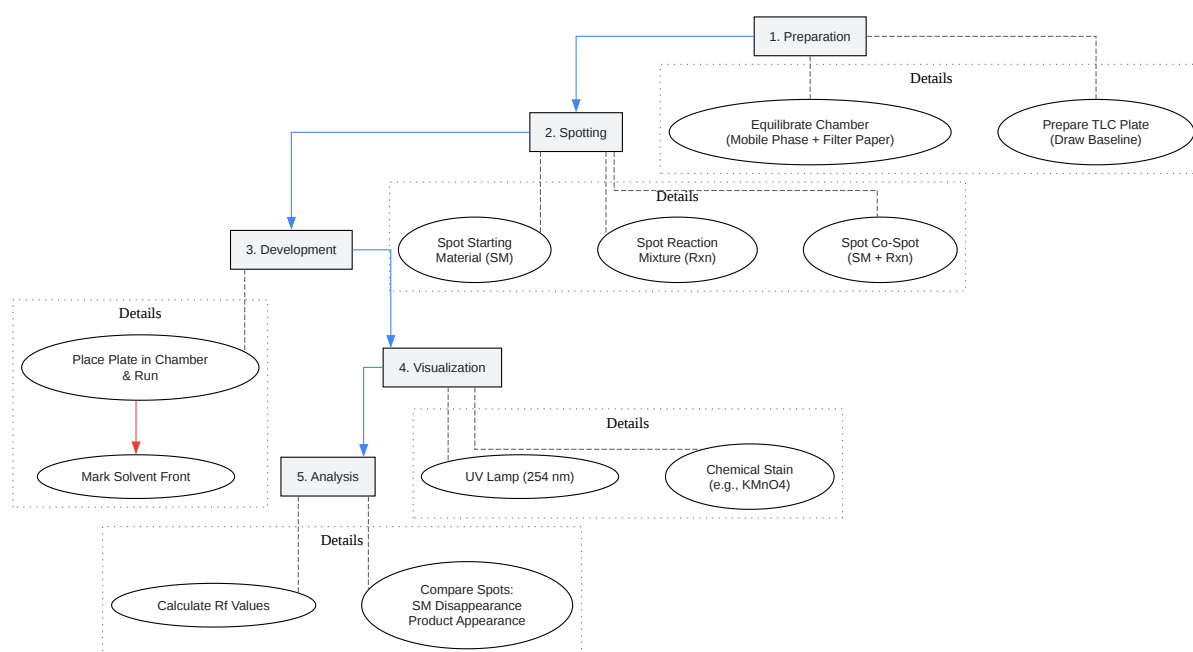 1. Preparation
Details
Equilibrate Chamber
(Mobile Phase + Filter Paper)
Prepare TLC Plate
(Draw Baseline)
2. Spotting
Details
Spot Starting
Material (SM)
Spot Reaction
Mixture (Rxn)
Spot Co-Spot
(SM + Rxn)
3. Development
Details
Place Plate in Chamber
& Run
Mark Solvent Front
4. Visualization
Details
UV Lamp (254 nm)
Chemical Stain
(e.g., KMnO4)
5. Analysis
Details
Calculate Rf Values
Compare Spots:
SM Disappearance
Product Appearance